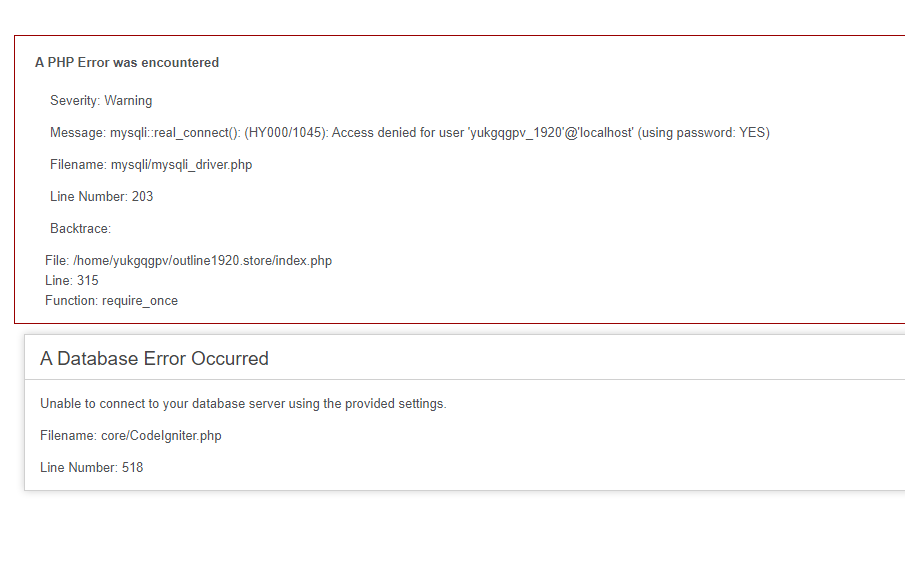 A PHP Error was encountered
Severity: Warning
Message: mysqli::real_connect(): (HY000/1045): Access denied for user 'yukgqgpv_1920'@'localhost' (using password: YES)
Filename: mysqli/mysqli_driver.php
Line Number: 203
Backtrace:
File: /home/yukgqgpv/outline1920.store/index.php
Line: 315
Function: require_once
A Database Error Occurred
Unable to connect to your database server using the provided settings.
Filename: core/CodeIgniter.php
Line Number: 518